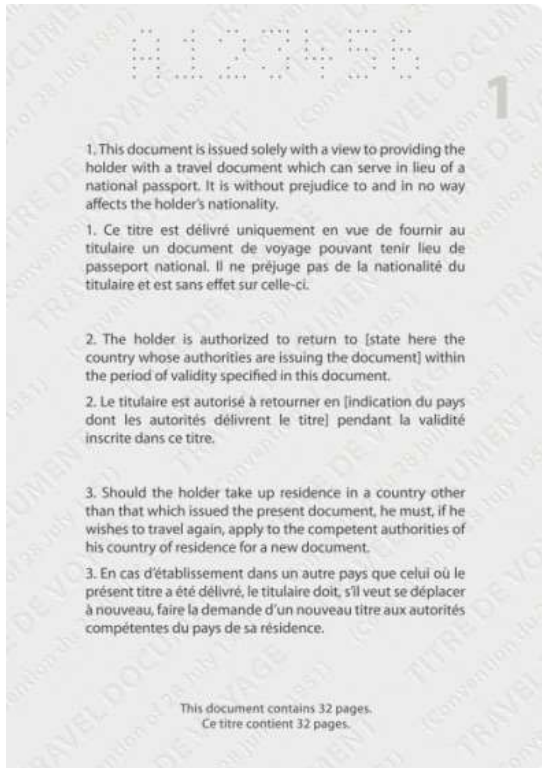 A123456
1
1. This document is issued solely with a view to providing the
holder with a travel document which can serve in lieu of a
national passport. It is without prejudice to and in no way
affects the holder's nationality.
1. Ce titre est délivré uniquement en vue de fournir au
titulaire un document de voyage pouvant tenir lieu de
passeport national. Il ne préjuge pas de la nationalité du
titulaire et est sans effet sur celle-ci.
2. The holder is authorized to return to [state here the
country whose authorities are issuing the document] within
the period of validity specified in this document.
2. Le titulaire est autorisé à retourner en [indication du pays
dont les autorités délivrent le titre] pendant la validité
inscrite dans ce titre.
3. Should the holder take up residence in a country other
than that which issued the present document, he must, if he
wishes to travel again, apply to the competent authorities of
his country of residence for a new document.
3. En cas d'établissement dans un autre pays que celui où le
présent titre a été délivré, le titulaire doit, s'il veut se déplacer
à nouveau, faire la demande d'un nouveau titre aux autorités
compétentes du pays de sa résidence.
This document contains 32 pages.
Ce titre contient 32 pages.